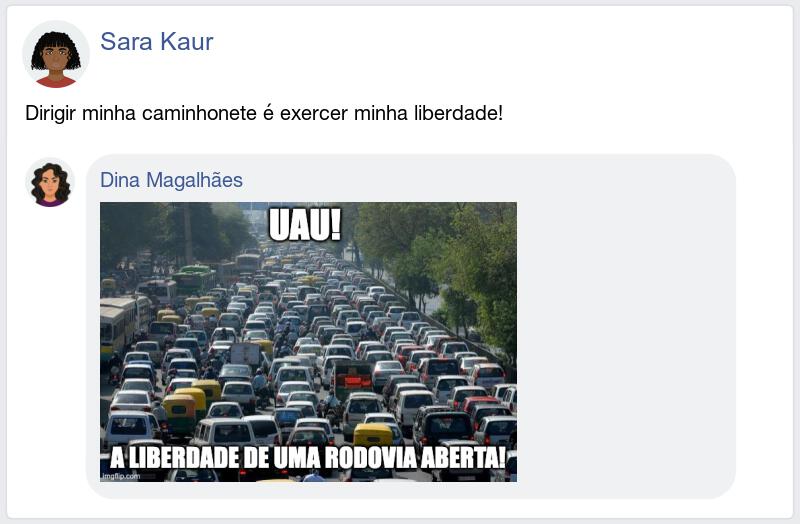 Sara Kaur
Dirigir minha caminhonete é exercer minha liberdade!
Dina Magalhães
UAU!
A LIBERDADE DE UMA RODOVIA ABERTA!
imgflip.com